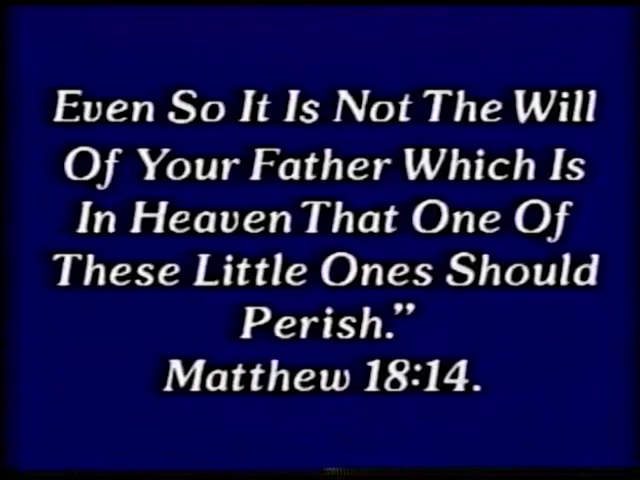 Even So It Is Not The Will
Of Your Father Which Is
In Heaven That One Of
These Little Ones Should
Perish.”
Matthew 18:14.